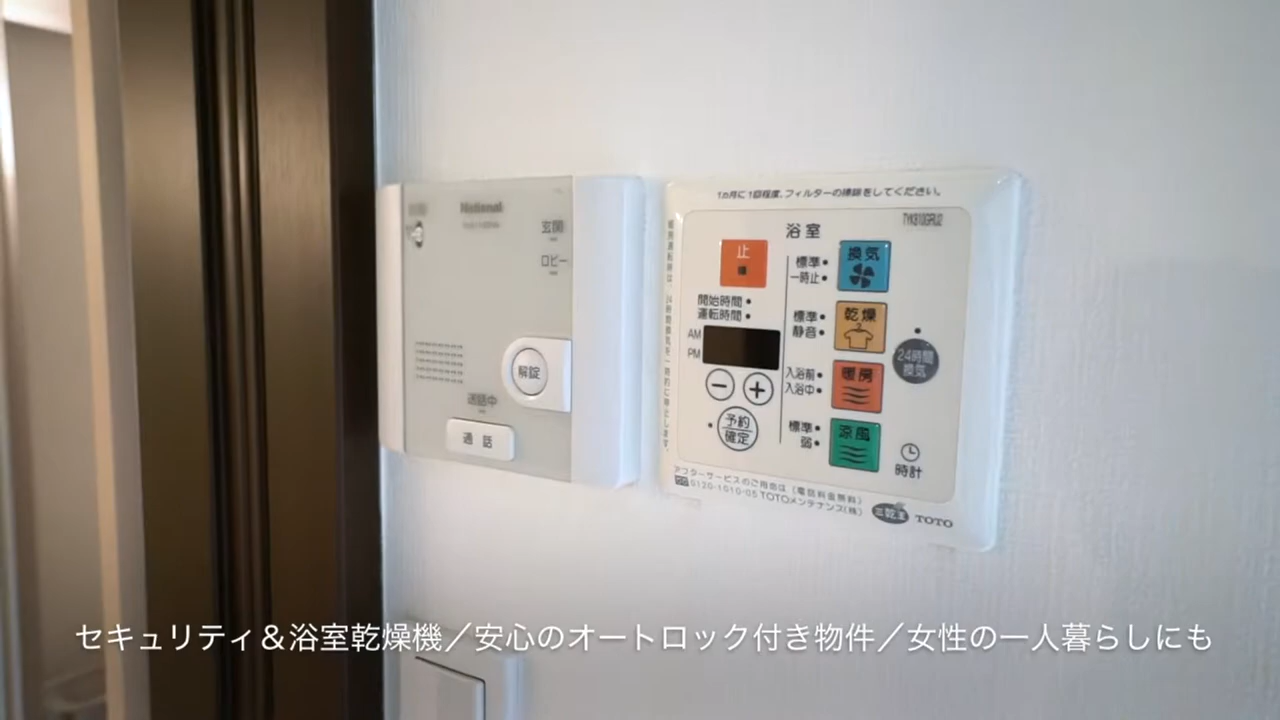 National
玄関
ロビー
解錠
通話中
通 話
1カ月に1回程度、フィルターの掃除をしてください。
TYK810GRU2
浴室
止
換気
標準
一時止
開始時間
運転時間
AM
PM
乾燥
標準
静音
24時間
換気
暖房
入浴前
入浴中
予約
確定
涼風
標準
弱
時計
アフターサービスのご用命は(電話料金無料)
0120-1010-05 TOTOメンテナンス(株)
三乾王 TOTO
セキュリティ&浴室乾燥機／安心のオートロック付き物件／女性の一人暮らしにも